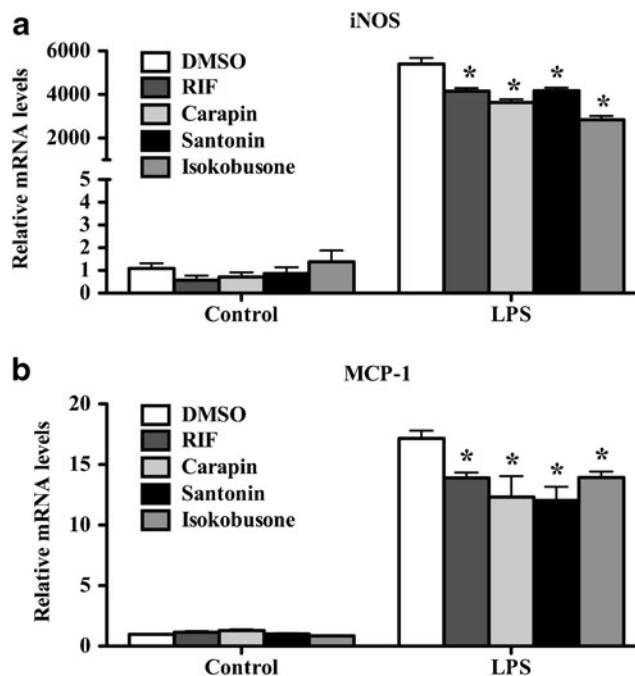 a
iNOS
Relative mRNA levels
6000
4000
2000
5
4
3
2
1
0
DMSO
RIF
Carapin
Santonin
Isokobusone
* * * *
Control LPS
b
MCP-1
Relative mRNA levels
20
15
10
5
0
DMSO
RIF
Carapin
Santonin
Isokobusone
* * * *
Control LPS